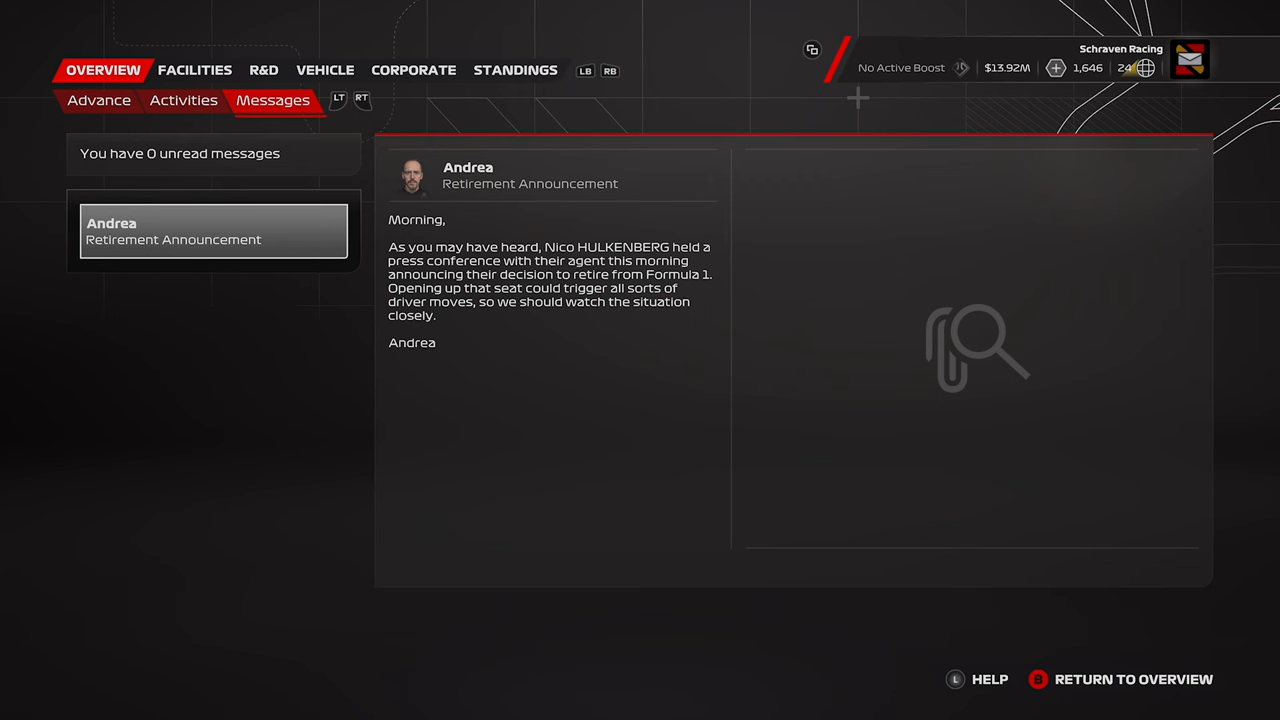 Schraven Racing
OVERVIEW FACILITIES R&D VEHICLE CORPORATE STANDINGS LB RB
No Active Boost $13.92M 1,646 24
Advance Activities Messages LT RT
You have 0 unread messages
Andrea
Retirement Announcement
Andrea
Retirement Announcement
Morning,
As you may have heard, Nico HULKENBERG held a
press conference with their agent this morning
announcing their decision to retire from Formula 1.
Opening up that seat could trigger all sorts of
driver moves, so we should watch the situation
closely.
Andrea
L HELP B RETURN TO OVERVIEW